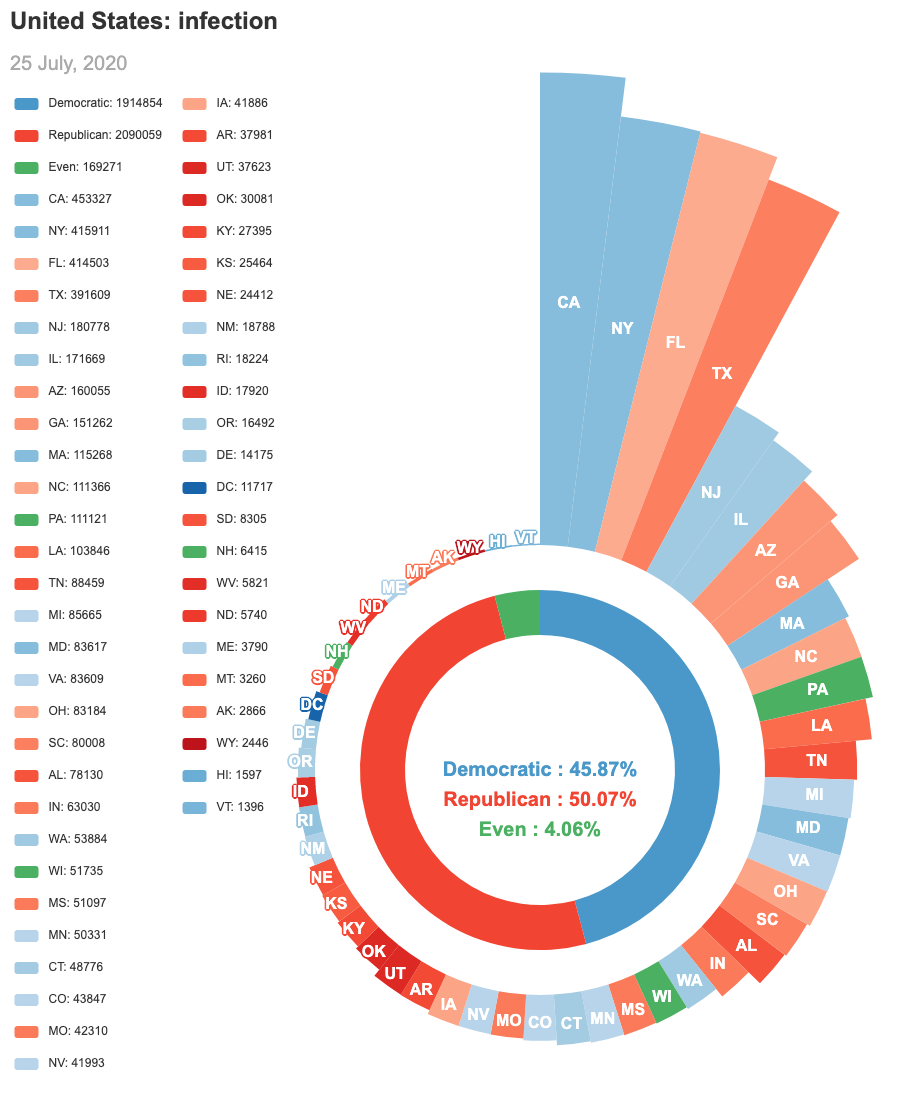 United States: infection
25 July, 2020
Democratic: 1914854
Republican: 2090059
Even: 169271
CA: 453327
NY: 415911
FL: 414503
TX: 391609
NJ: 180778
IL: 171669
AZ: 160055
GA: 151262
MA: 115268
NC: 111366
PA: 111121
LA: 103846
TN: 88459
MI: 85665
MD: 83617
VA: 83609
OH: 83184
SC: 80008
AL: 78130
IN: 63030
WA: 53884
WI: 51735
MS: 51097
MN: 50331
CT: 48776
CO: 43847
MO: 42310
NV: 41993
IA: 41886
AR: 37981
UT: 37623
OK: 30081
KY: 27395
KS: 25464
NE: 24412
NM: 18788
RI: 18224
ID: 17920
OR: 16492
DE: 14175
DC: 11717
SD: 8305
NH: 6415
WV: 5821
ND: 5740
ME: 3790
MT: 3260
AK: 2866
WY: 2446
HI: 1597
VT: 1396
CA
NY
FL
TX
NJ
IL
AZ
GA
MA
NC
PA
LA
TN
MI
MD
VA
OH
SC
AL
IN
WA
WI
MS
MN
CT
CO
MO
NV
IA
AR
UT
OK
KY
KS
NE
NM
RI
ID
OR
DE
DC
SD
NH
WV
ND
ME
MT
AK
WY
HI
VT
Democratic : 45.87%
Republican : 50.07%
Even : 4.06%